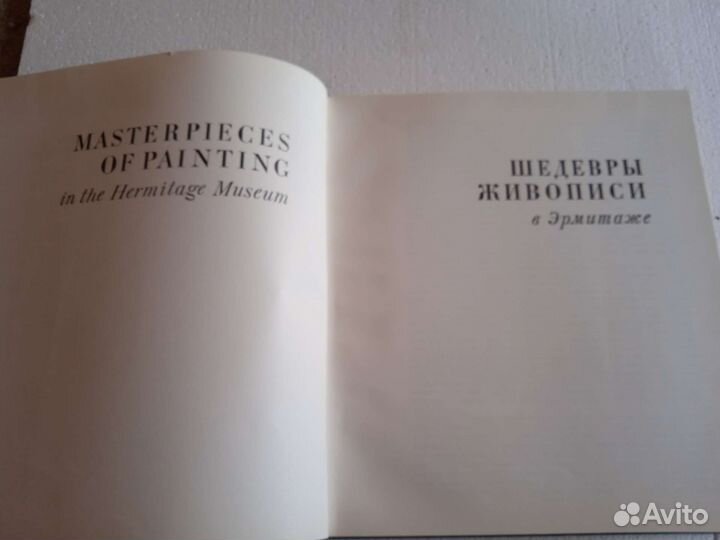 MASTERPIECES
OF PAINTING
in the Hermitage Museum
ШЕДЕВРЫ
ЖИВОПИСИ
в Эрмитаже
Avito